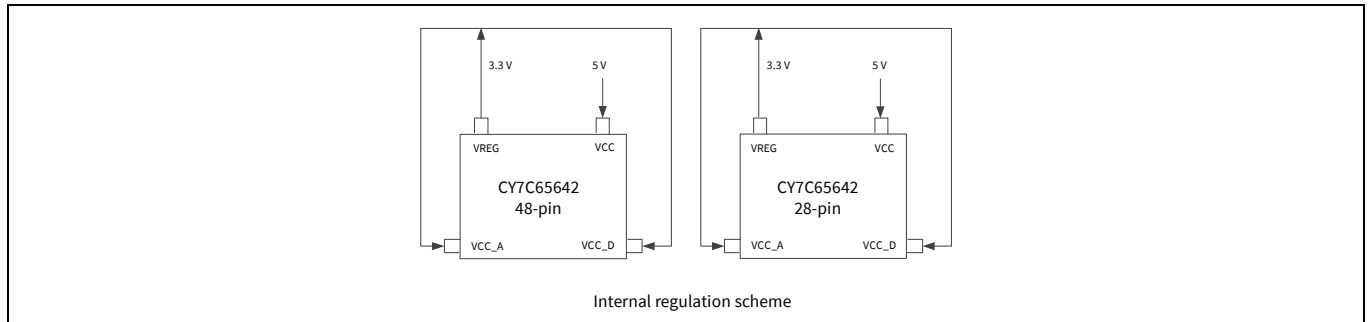 3.3 V 5 V 3.3 V 5 V
VREG VCC VREG VCC
CY7C65642 CY7C65642
48-pin 28-pin
VCC_A VCC_D VCC_A VCC_D
Internal regulation scheme